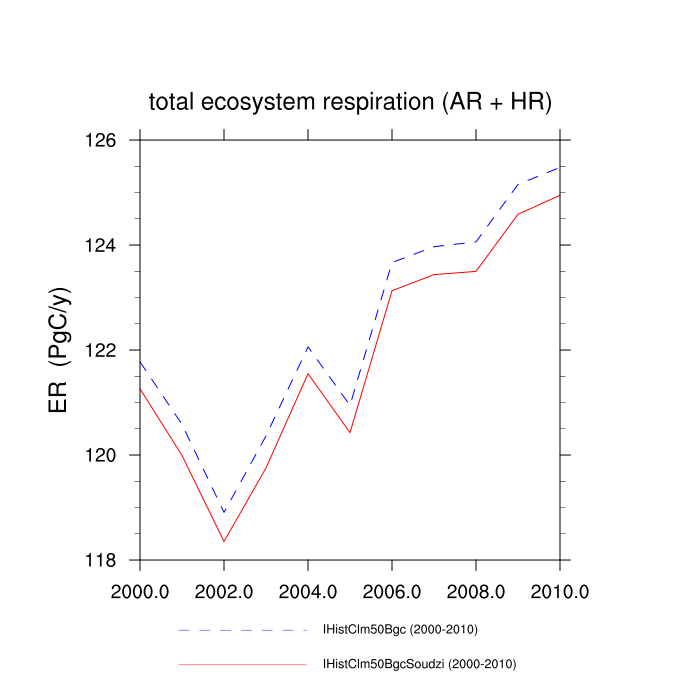 total ecosystem respiration (AR + HR)
126
124
122
120
118
ER (PgC/y)
2000.0 2002.0 2004.0 2006.0 2008.0 2010.0
IHistClm50Bgc (2000-2010)
IHistClm50BgcSoudzi (2000-2010)